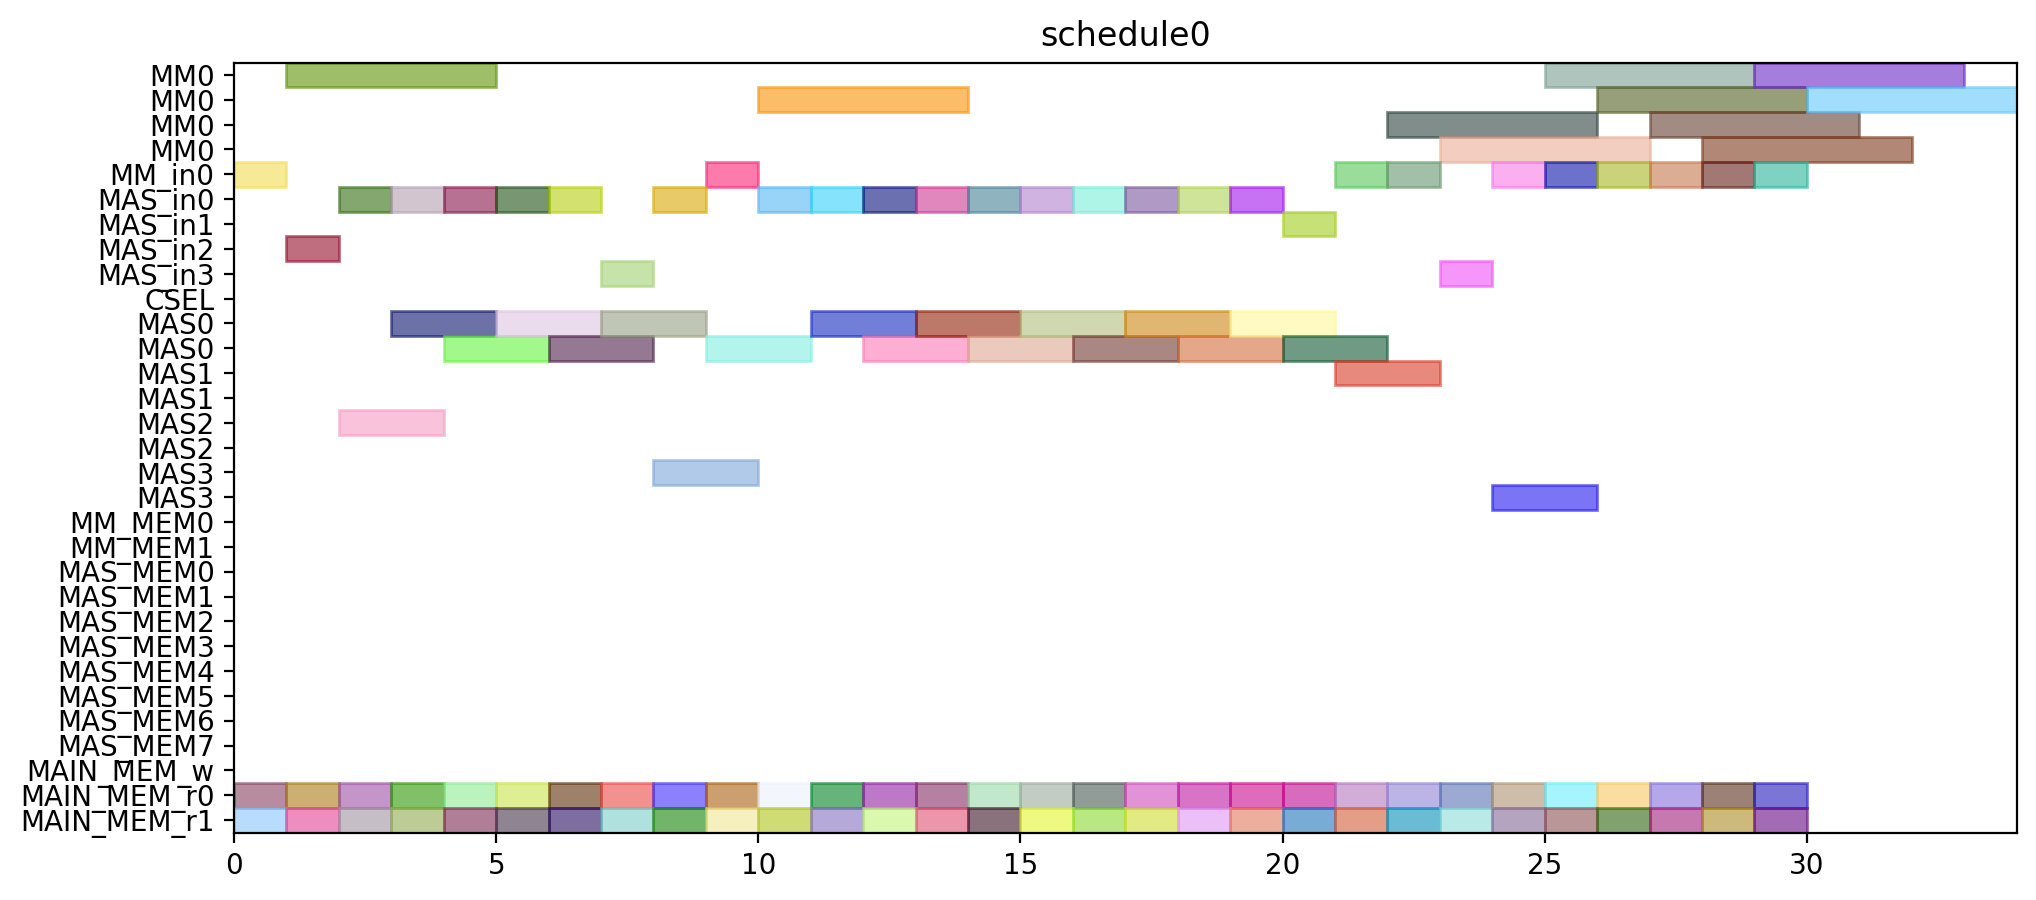 schedule0
MM0
MM0
MM0
MM0
MM_in0
MAS_in0
MAS_in1
MAS_in2
MAS_in3
CSEL
MAS0
MAS0
MAS1
MAS1
MAS2
MAS2
MAS3
MAS3
MM_MEM0
MM_MEM1
MAS_MEM0
MAS_MEM1
MAS_MEM2
MAS_MEM3
MAS_MEM4
MAS_MEM5
MAS_MEM6
MAS_MEM7
MAIN_MEM_w
MAIN_MEM_r0
MAIN_MEM_r1
0 5 10 15 20 25 30